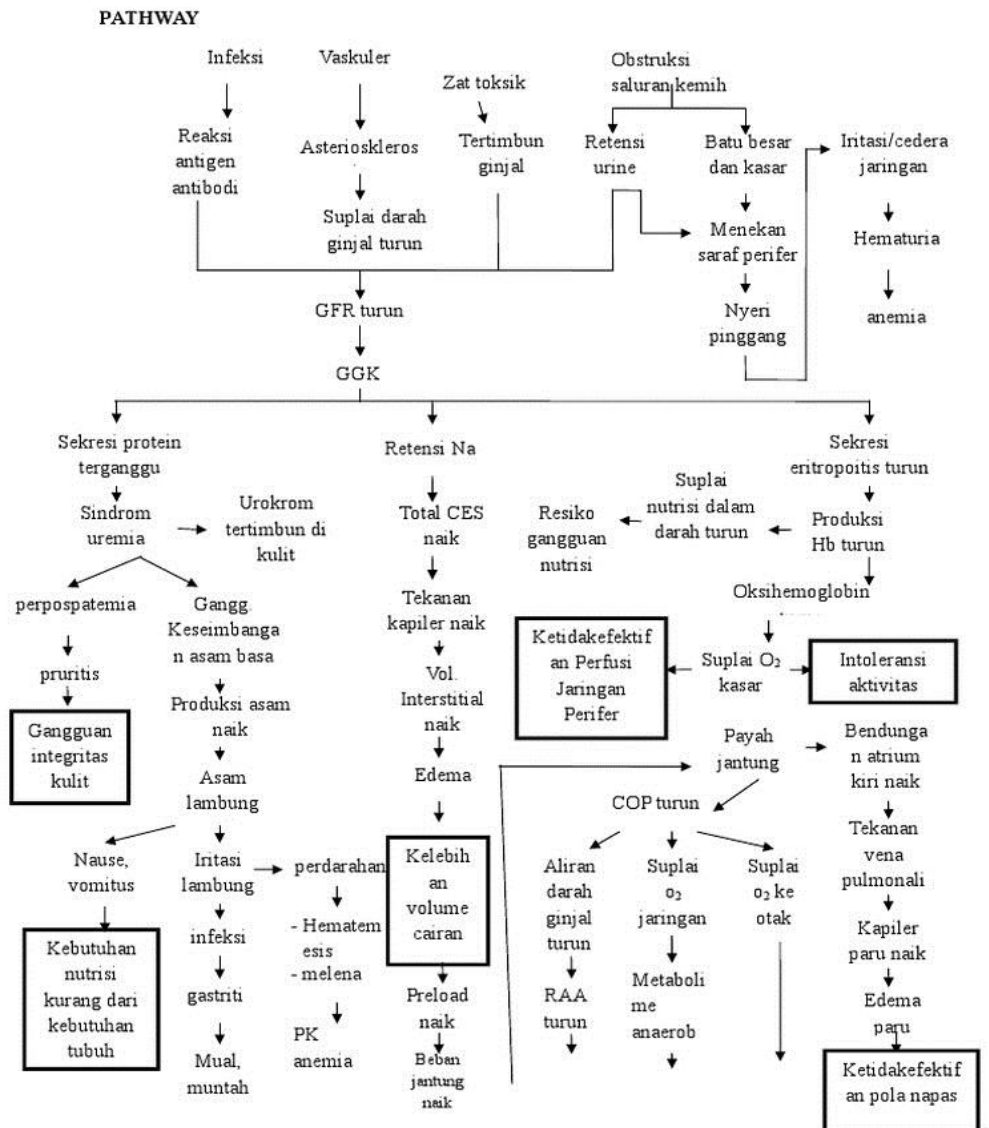 PATHWAY
Infeksi
Vaskuler
Obstruksi
saluran kemih
Zat toksik
Reaksi
antigen
antibodi
Asterioskleros
Tertimbun
ginjal
Retensi
urine
Batu besar
dan kasar
Iritasi/cedera
jaringan
Suplai darah
ginjal turun
Menekan
saraf perifer
Hematuria
GFR turun
Nyeri
pinggang
anemia
GGK
Sekresi protein
terganggu
Retensi Na
Sekresi
eritropoitis turun
Sindrom
uremia
Urokrom
tertimbun di
kulit
Total CES
naik
Resiko
gangguan
nutrisi
Suplai
nutrisi dalam
darah turun
Produksi
Hb turun
perpospatemia
Gangg.
Keseimbanga
n asam basa
Tekanan
kapiler naik
Oksihemoglobin
pruritis
Produksi asam
naik
Vol.
Interstitial
naik
Ketidakefektif
an Perfusi
Jaringan
Perifer
Suplai O₂
kasar
Intoleransi
aktivitas
Gangguan
integritas
kulit
Asam
lambung
Edema
Payah
jantung
Bendunga
n atrium
kiri naik
COP turun
Nause,
vomitus
Iritasi
lambung
perdarahan
Kelebih
an
volume
cairan
Aliran
darah
ginjal
turun
Suplai
o₂
jaringan
Suplai
o₂ ke
otak
Tekanan
vena
pulmonali
Kebutuhan
nutrisi
kurang dari
kebutuhan
tubuh
infeksi
- Hematem
esis
- melena
Kapiler
paru naik
gastriti
Preload
naik
RAA
turun
Metaboli
me
anaerob
Edema
paru
Mual,
muntah
PK
anemia
Beban
jantung
naik
Ketidakefektif
an pola napas